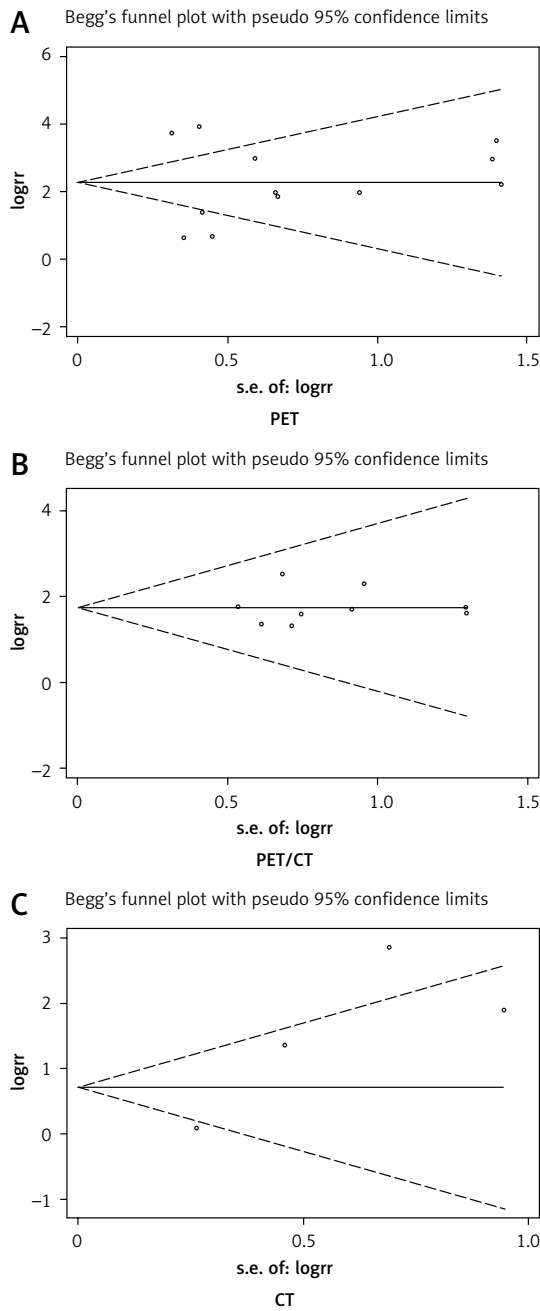 A
Begg's funnel plot with pseudo 95% confidence limits
6
4
2
0
–2
logrr
0 0.5 1.0 1.5
s.e. of: logrr
PET
B
Begg's funnel plot with pseudo 95% confidence limits
4
2
0
–2
logrr
0 0.5 1.0 1.5
s.e. of: logrr
PET/CT
C
Begg's funnel plot with pseudo 95% confidence limits
3
2
1
0
–1
logrr
0 0.5 1.0
s.e. of: logrr
CT